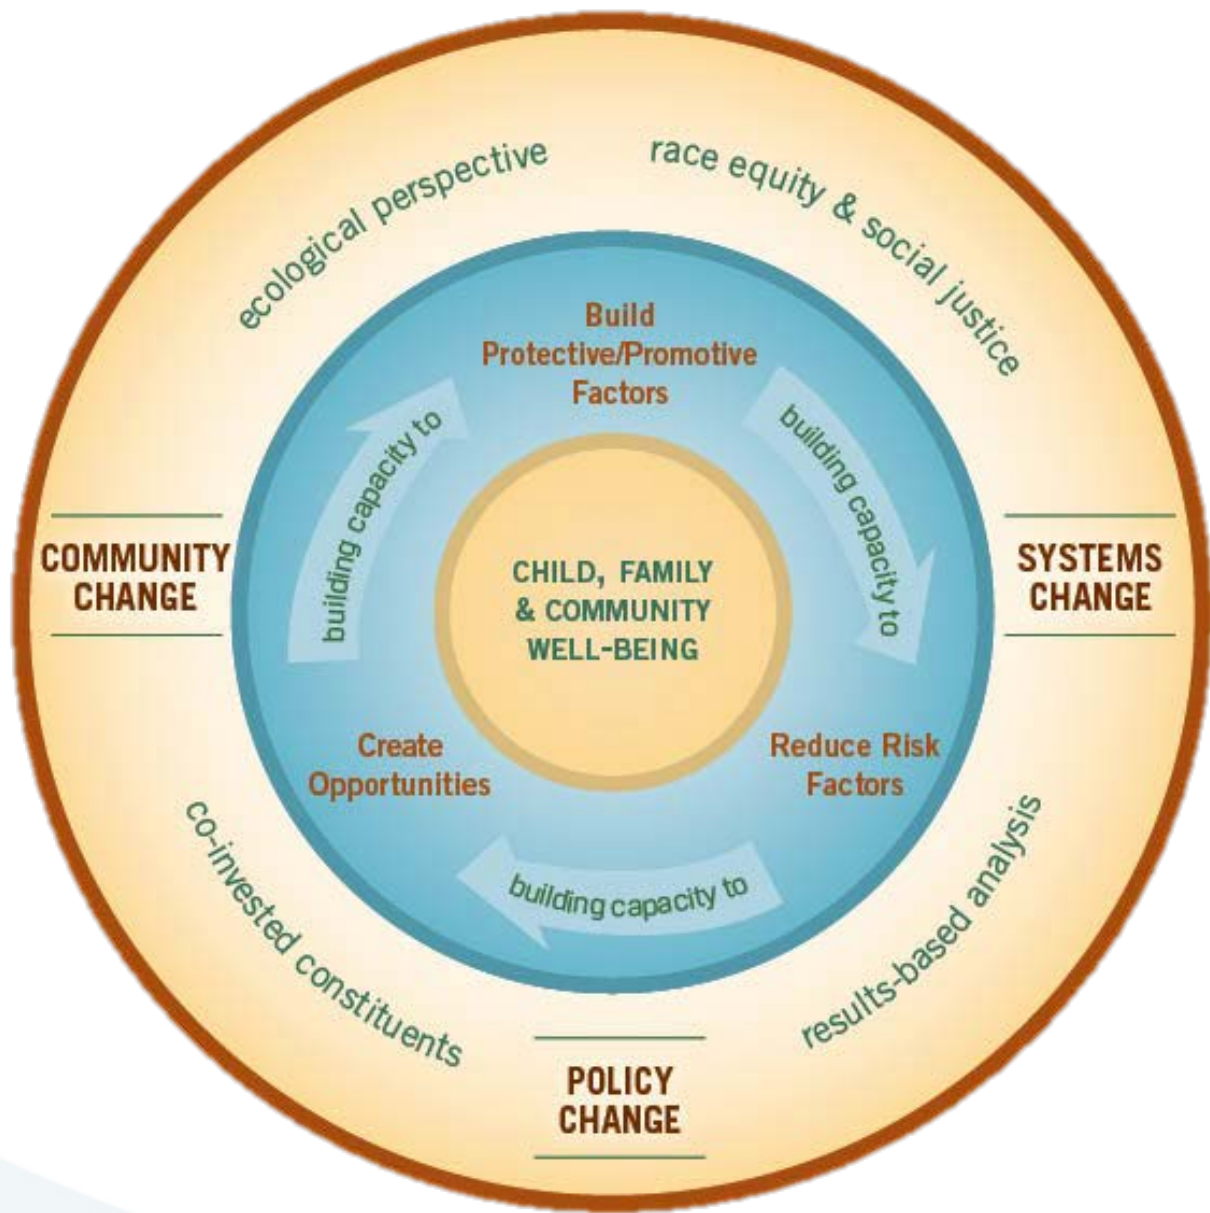 ecological perspective
race equity & social justice
Build
Protective/Promotive
Factors
building capacity to
building capacity to
COMMUNITY
CHANGE
CHILD, FAMILY
& COMMUNITY
WELL-BEING
SYSTEMS
CHANGE
Create
Opportunities
Reduce Risk
Factors
building capacity to
co-invested constituents
results-based analysis
POLICY
CHANGE